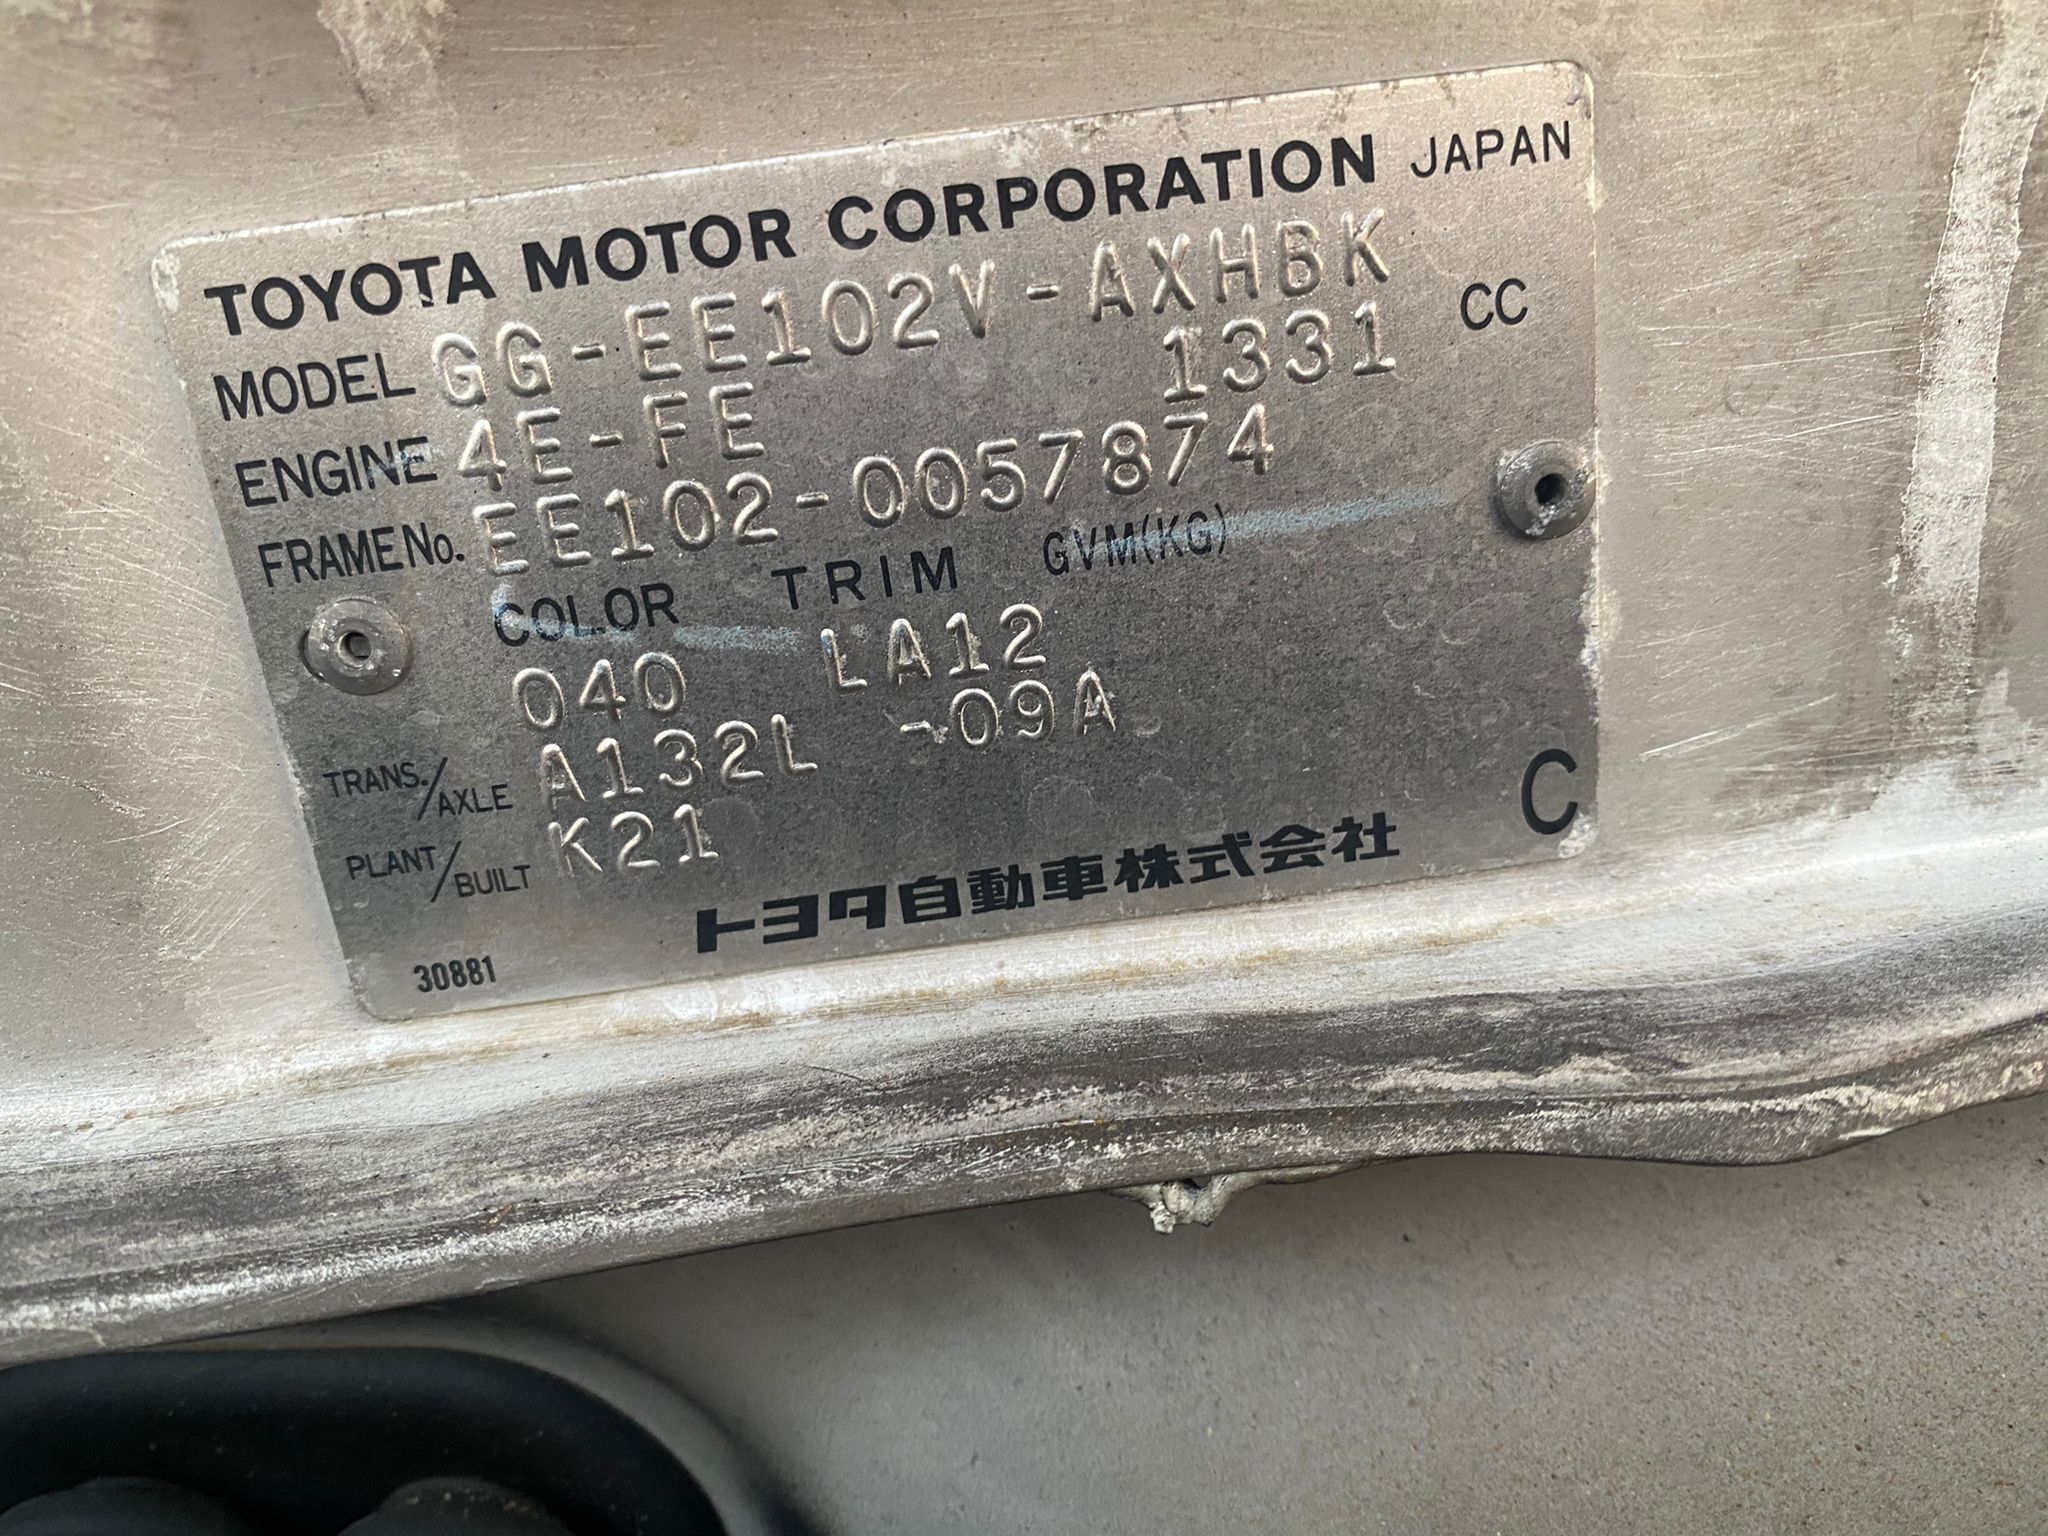 TOYOTA MOTOR CORPORATION JAPAN
MODEL GG-EE102V-AXHBK
ENGINE 4E-FE 1331 CC
FRAME No. EE102-0057874
COLOR TRIM GVM(KG)
040 LA12
TRANS./AXLE A132L -09A
PLANT/BUILT K21
C
トヨタ自動車株式会社
30881